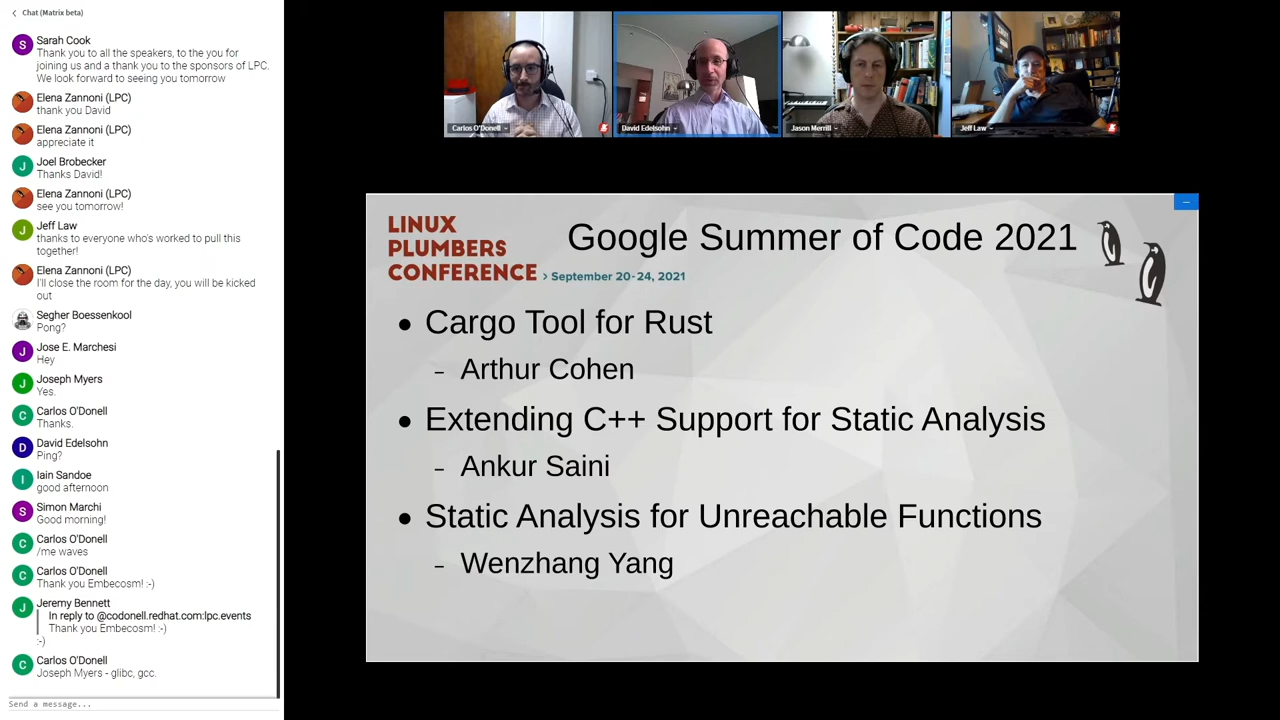 Chat (Matrix beta)
Sarah Cook
Thank you to all the speakers, to the you for
joining us and a thank you to the sponsors of LPC.
We look forward to seeing you tomorrow
Elena Zannoni (LPC)
thank you David
Elena Zannoni (LPC)
appreciate it
Joel Brobecker
Thanks David!
Elena Zannoni (LPC)
see you tomorrow!
Jeff Law
thanks to everyone who's worked to pull this
together!
Elena Zannoni (LPC)
I'll close the room for the day, you will be kicked
out
Segher Boessenkool
Pong?
J
Jose E. Marchesi
Hey
Joseph Myers
Yes.
Carlos O'Donell
Thanks.
David Edelsohn
Ping?
Iain Sandoe
good afternoon
Simon Marchi
Good morning!
Carlos O'Donell
/me waves
Carlos O'Donell
Thank you Embecosm! :-)
Jeremy Bennett
In reply to @codonell.redhat.com:lpc.events
Thank you Embecosm! :-)
:-)
Carlos O'Donell
Joseph Myers - glibc, gcc.
Send a message...
Carlos O'Donell
David Edelsohn
Jason Merrill
Jeff Law
LINUX
PLUMBERS
CONFERENCE > September 20-24, 2021
Google Summer of Code 2021
• Cargo Tool for Rust
– Arthur Cohen
• Extending C++ Support for Static Analysis
– Ankur Saini
• Static Analysis for Unreachable Functions
– Wenzhang Yang